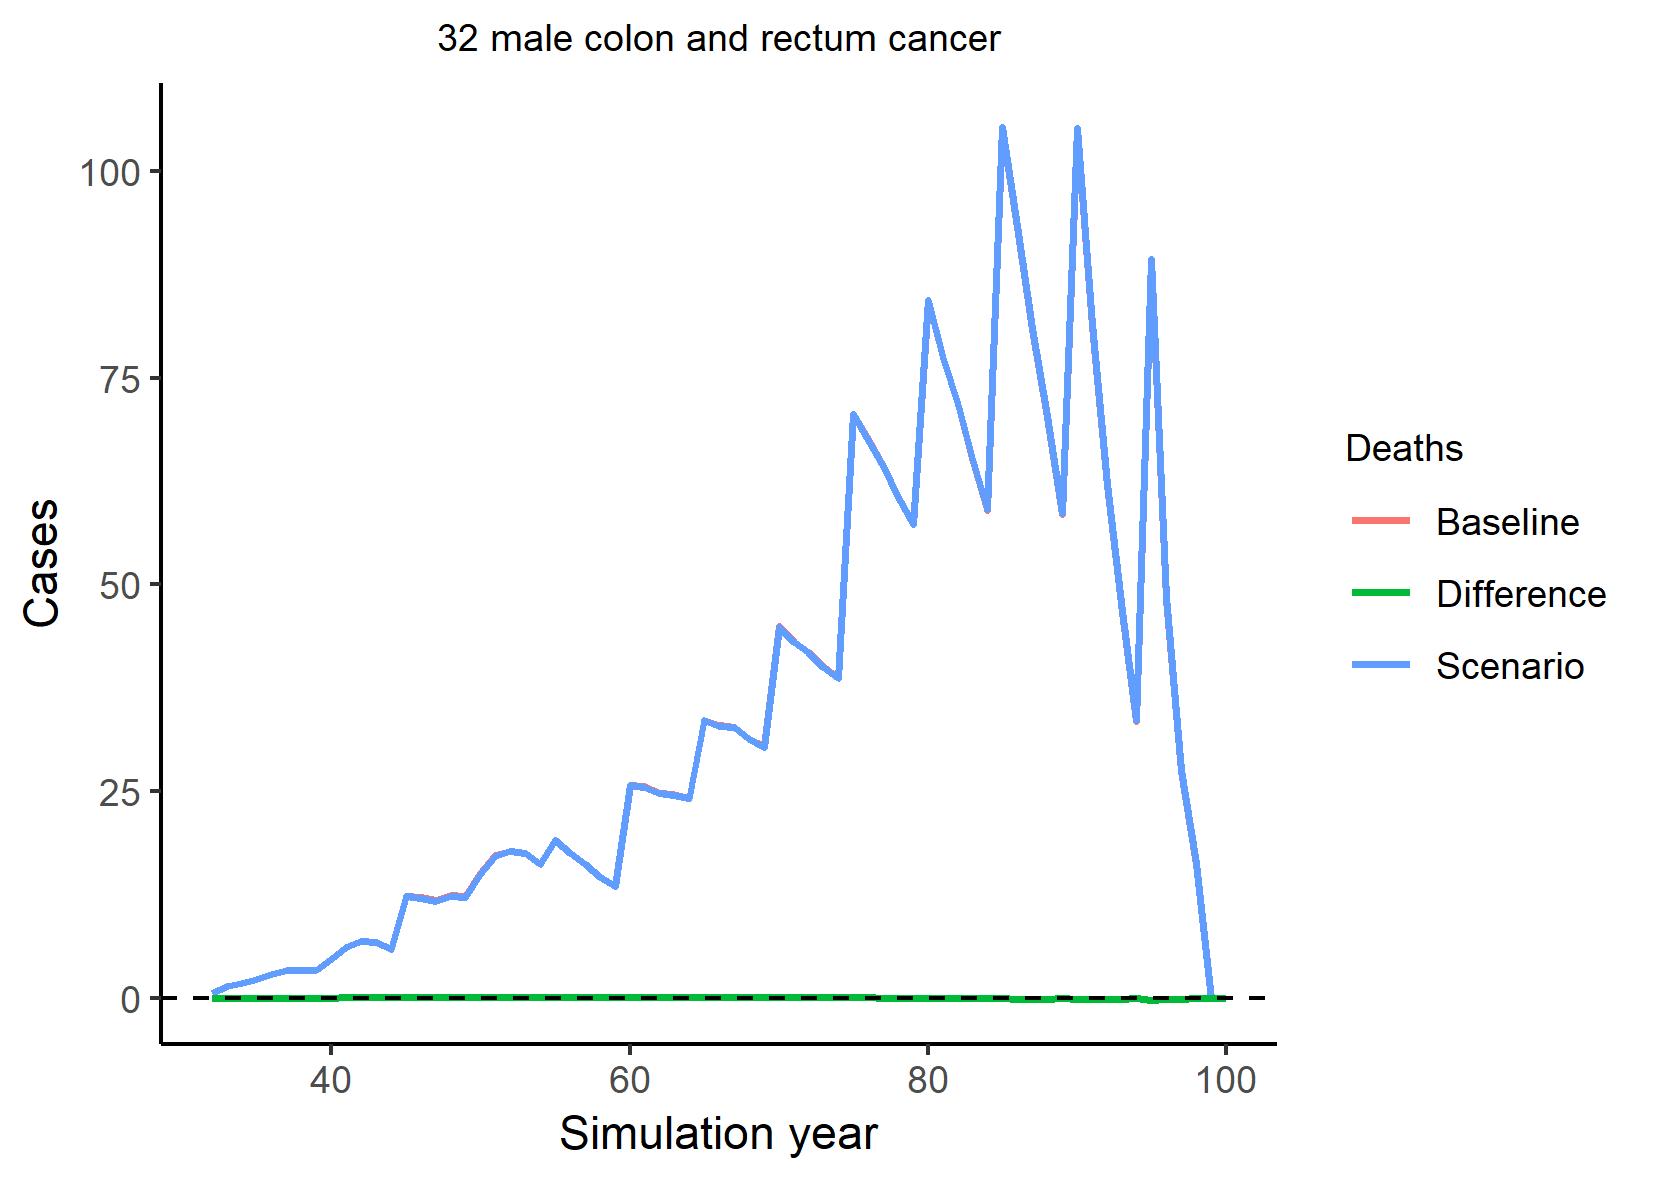 32 male colon and rectum cancer
Cases
100
75
50
25
0
40 60 80 100
Simulation year
Deaths
Baseline
Difference
Scenario